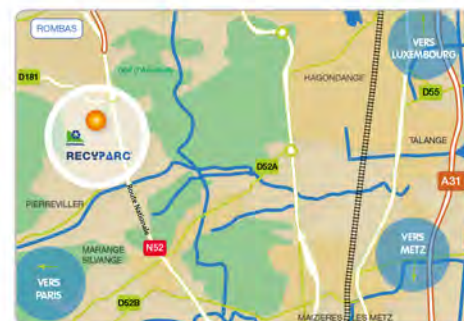 ROMBAS
VERS
LUXEMBOURG
D181
HAGONDANGE
D55
RECYPARC
TALANGE
D52A
A31
PIERREVILLER
Route Nationale
MARANGE
SILVANGE
N52
VERS
METZ
VERS
PARIS
D52B
MAIZIERES LES METZ